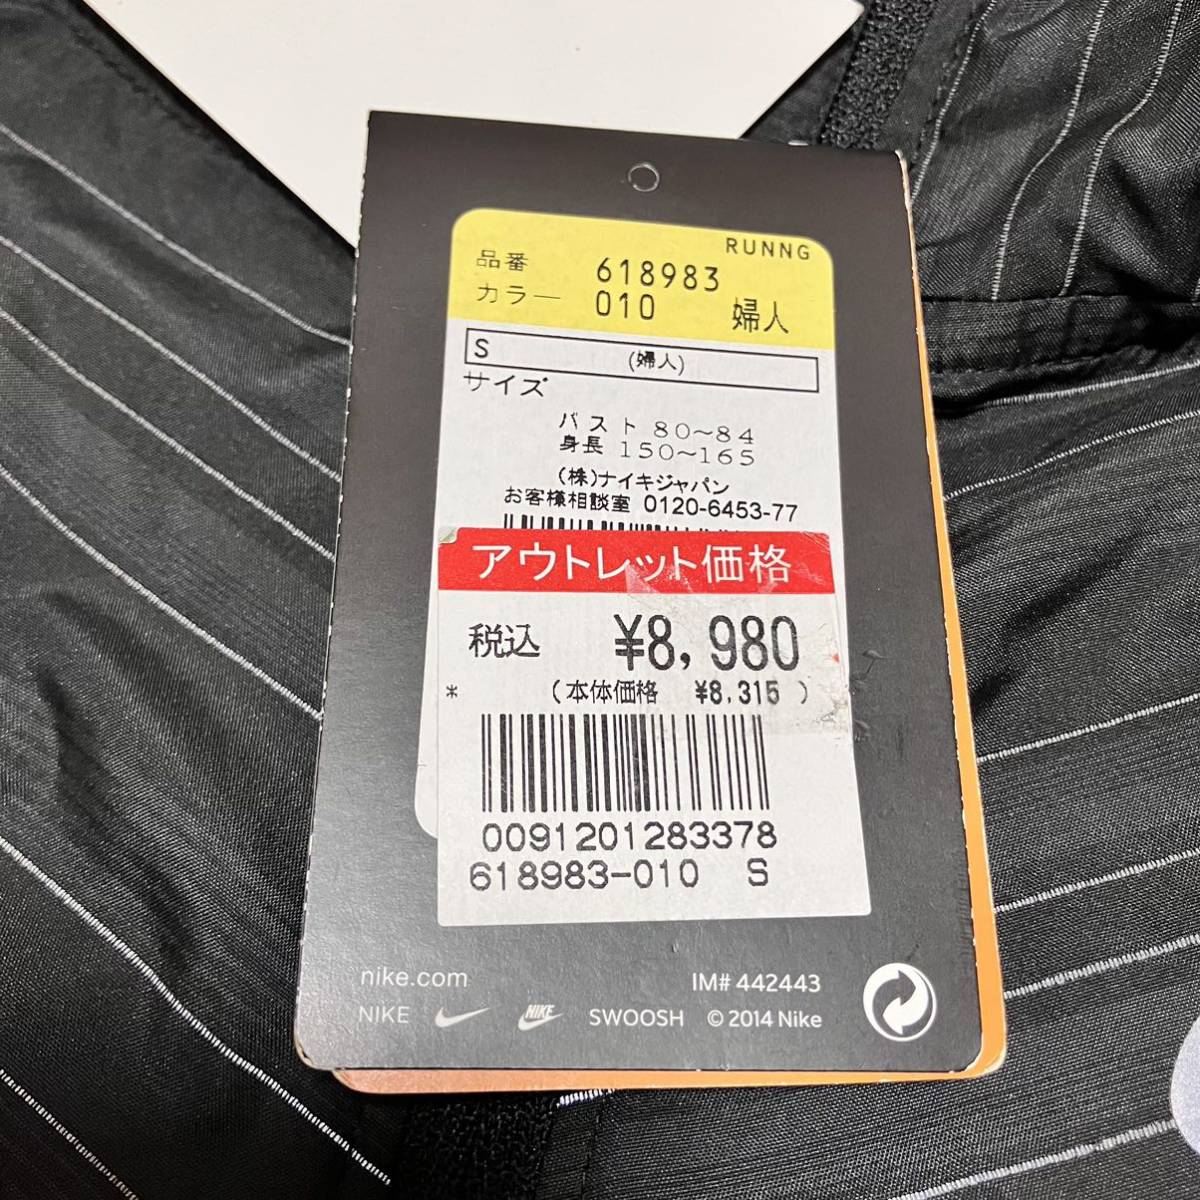 RUNNG
品番 618983
カラー 010 婦人
S (婦人)
サイズ
バスト 80~84
身長 150~165
(株)ナイキジャパン
お客様相談室 0120-6453-77
アウトレット価格
税込 ¥8,980
* (本体価格 ¥8,315 )
0091201283378
618983-010 S
nike.com IM# 442443
NIKE NIKE SWOOSH © 2014 Nike